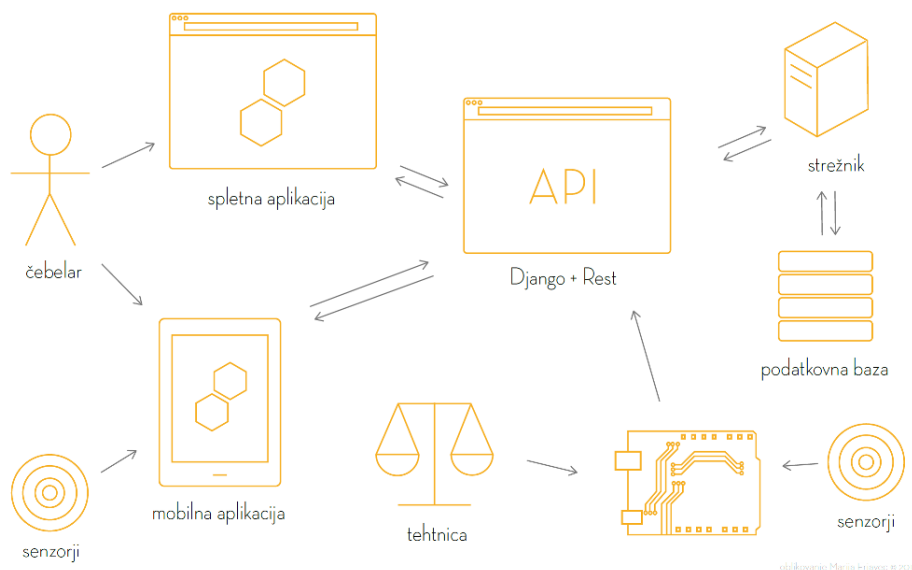 spletna aplikacija
API
strežnik
čebelar
Django + Rest
podatkovna baza
mobilna aplikacija
tehtnica
senzorji
senzorji